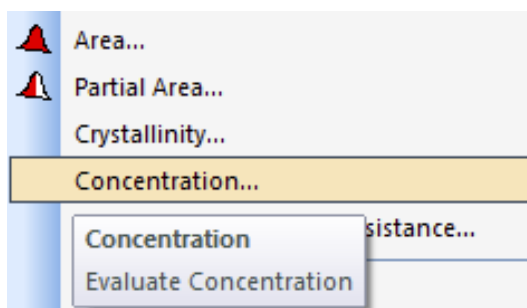 Area...
Partial Area...
Crystallinity...
Concentration...
sistance...
Concentration
Evaluate Concentration